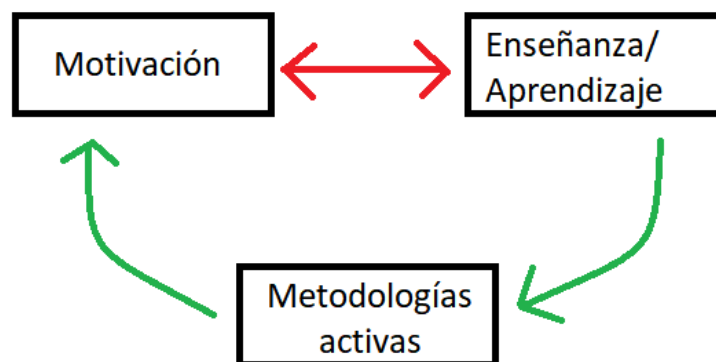 Motivación
Enseñanza/
Aprendizaje
Metodologías
activas